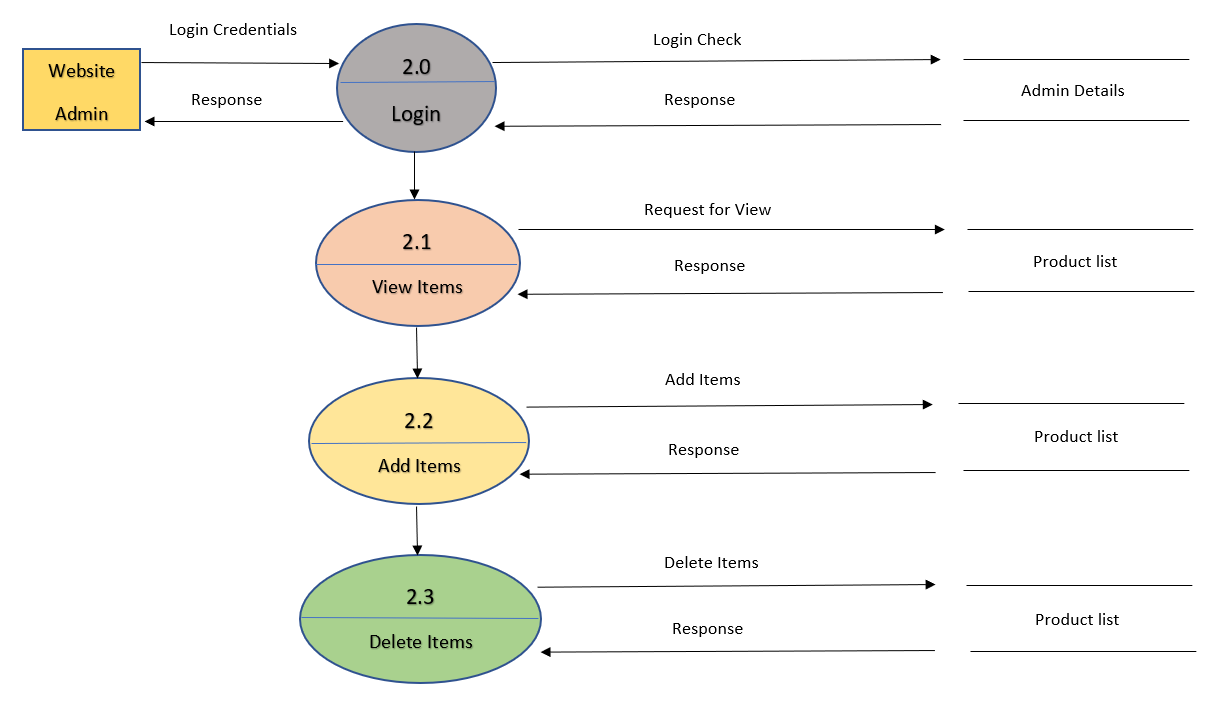 Login Credentials
Website
Admin
Response
2.0
Login
Login Check
Response
Admin Details
2.1
View Items
Request for View
Response
Product list
2.2
Add Items
Add Items
Response
Product list
2.3
Delete Items
Delete Items
Response
Product list